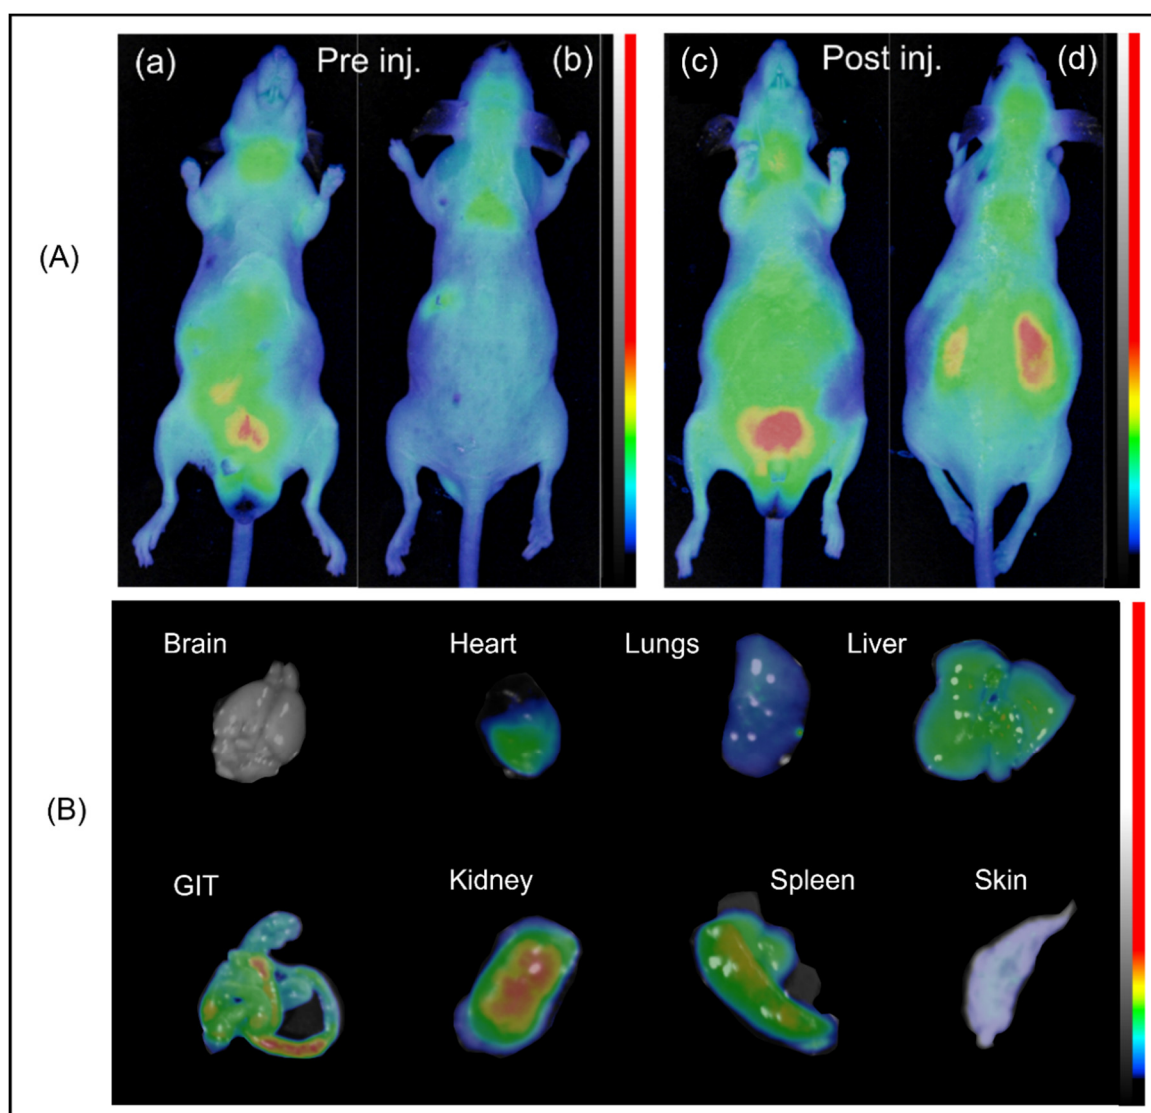 (a) Pre inj. (b) (c) Post inj. (d)
(A)
Brain Heart Lungs Liver
(B)
GIT Kidney Spleen Skin